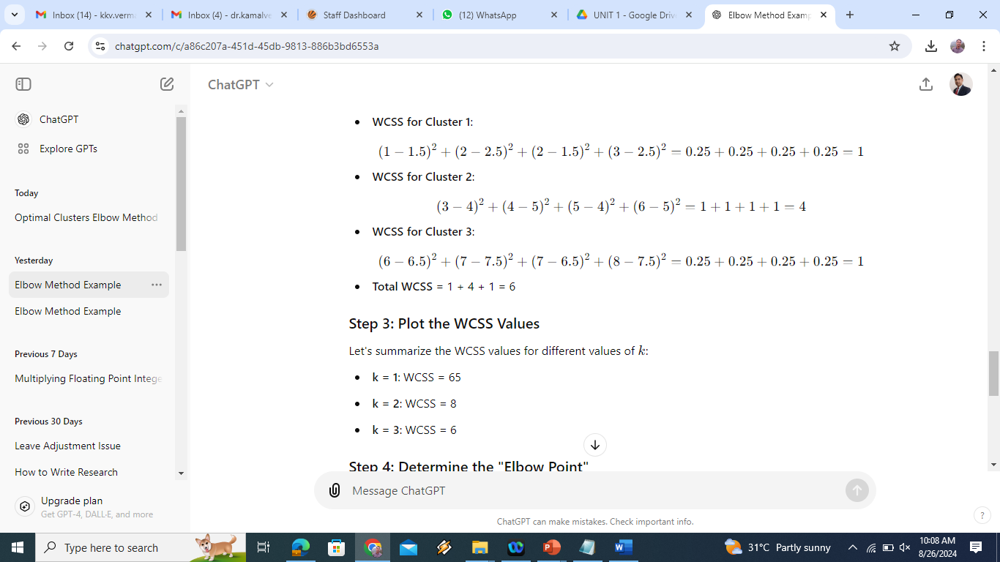 Inbox (14) - kkv.verma
Inbox (4) - dr.kamalve
Staff Dashboard
(12) WhatsApp
UNIT 1 - Google Drive
Elbow Method Examp
chatgpt.com/c/a86c207a-451d-45db-9813-886b3bd6553a
ChatGPT
Explore GPTs
Today
Optimal Clusters Elbow Method
Yesterday
Elbow Method Example
Elbow Method Example
Previous 7 Days
Multiplying Floating Point Intege
Previous 30 Days
Leave Adjustment Issue
How to Write Research
Upgrade plan
Get GPT-4, DALL·E, and more
ChatGPT
• WCSS for Cluster 1:
(1 − 1.5)² + (2 − 2.5)² + (2 − 1.5)² + (3 − 2.5)² = 0.25 + 0.25 + 0.25 + 0.25 = 1
• WCSS for Cluster 2:
(3 − 4)² + (4 − 5)² + (5 − 4)² + (6 − 5)² = 1 + 1 + 1 + 1 = 4
• WCSS for Cluster 3:
(6 − 6.5)² + (7 − 7.5)² + (7 − 6.5)² + (8 − 7.5)² = 0.25 + 0.25 + 0.25 + 0.25 = 1
• Total WCSS = 1 + 4 + 1 = 6
Step 3: Plot the WCSS Values
Let's summarize the WCSS values for different values of k:
• k = 1: WCSS = 65
• k = 2: WCSS = 8
• k = 3: WCSS = 6
Step 4: Determine the "Elbow Point"
Message ChatGPT
ChatGPT can make mistakes. Check important info.
?
Type here to search
31°C Partly sunny
10:08 AM
8/26/2024